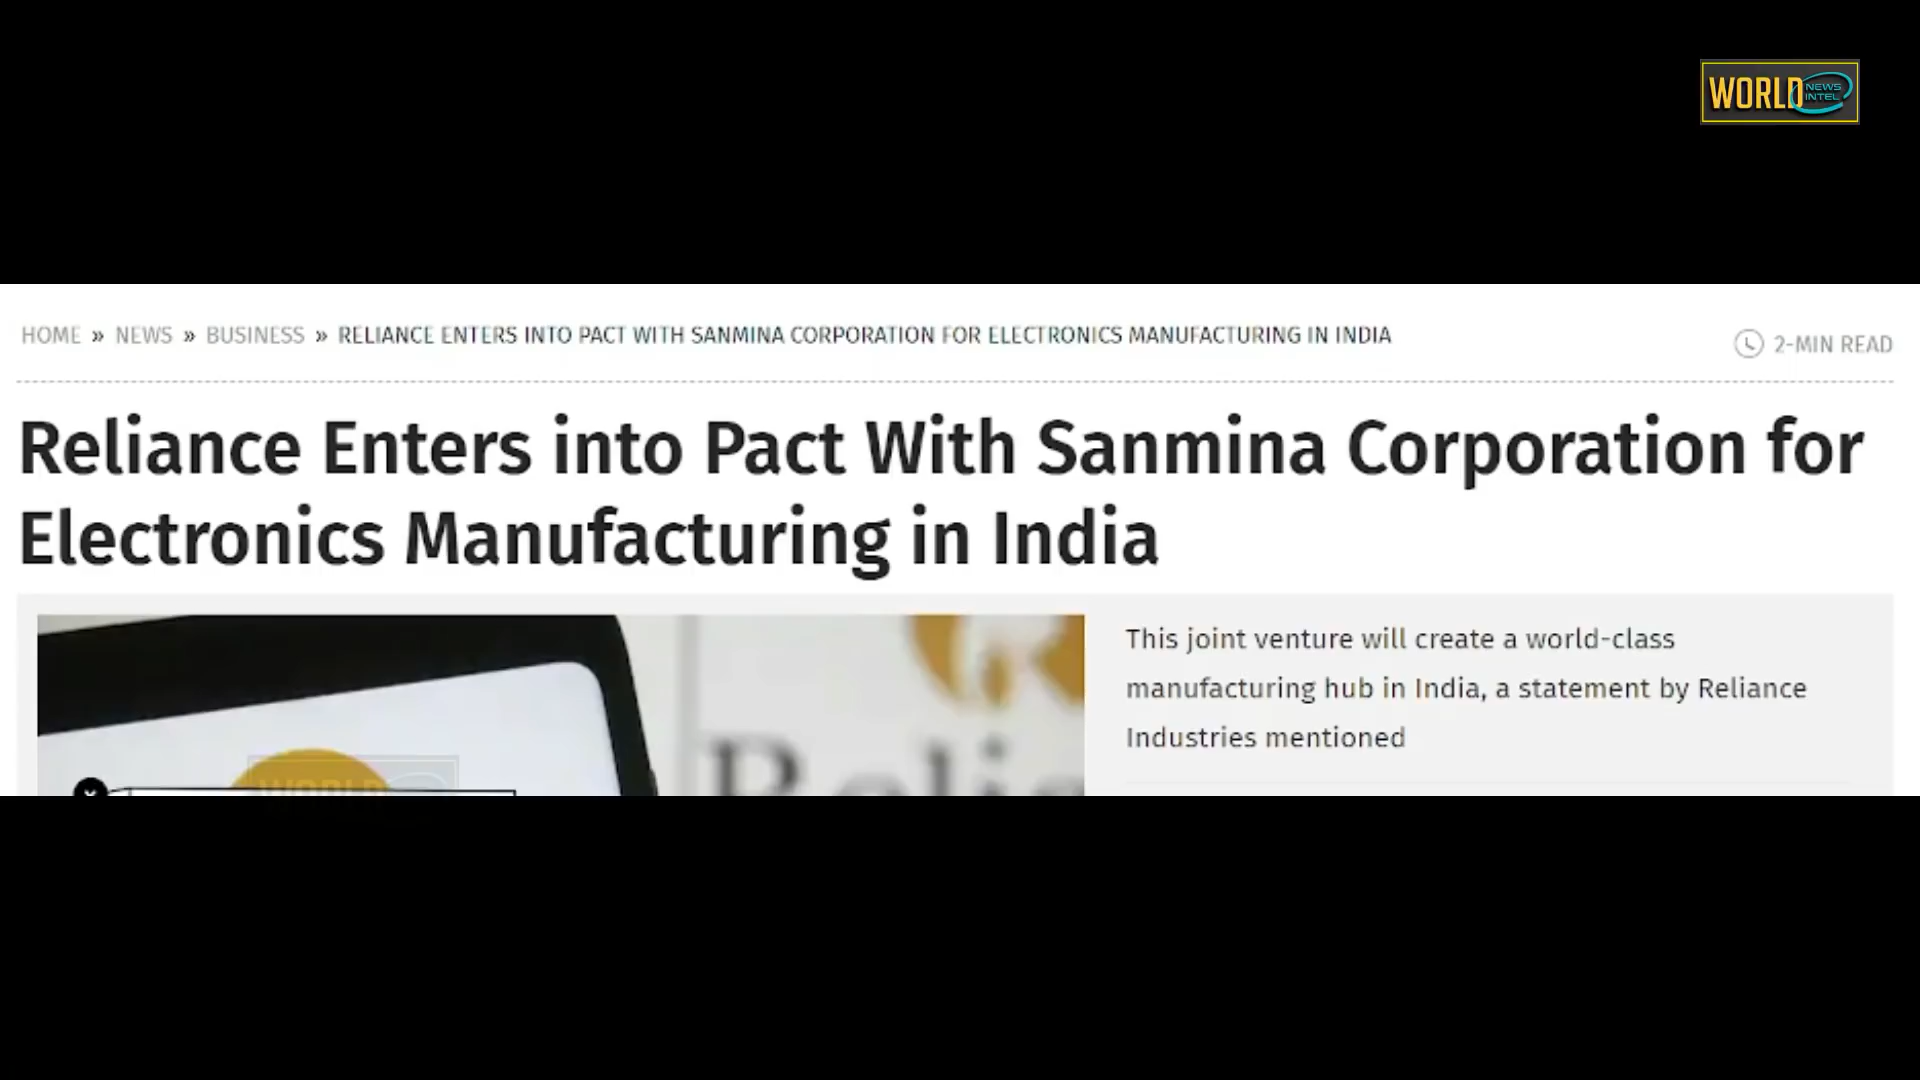 WORLD NEWS INTEL
HOME » NEWS » BUSINESS » RELIANCE ENTERS INTO PACT WITH SANMINA CORPORATION FOR ELECTRONICS MANUFACTURING IN INDIA
2-MIN READ
Reliance Enters into Pact With Sanmina Corporation for
Electronics Manufacturing in India
This joint venture will create a world-class
manufacturing hub in India, a statement by Reliance
Industries mentioned